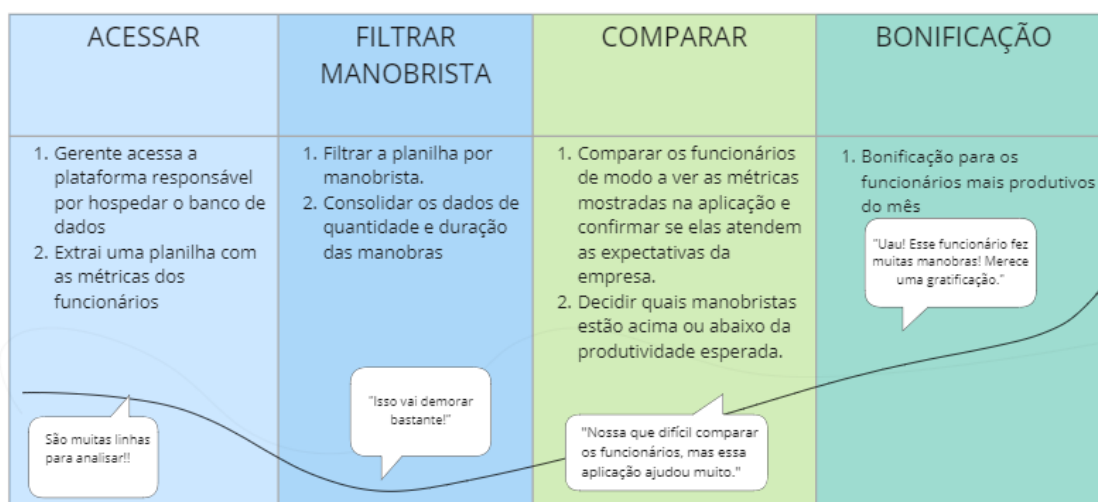 ACESSAR
FILTRAR
MANOBRISTA
COMPARAR
BONIFICAÇÃO
1. Gerente acessa a
plataforma responsável
por hospedar o banco de
dados
2. Extrai uma planilha com
as métricas dos
funcionários
São muitas linhas
para analisar!!
1. Filtrar a planilha por
manobrista.
2. Consolidar os dados de
quantidade e duração
das manobras
"Isso vai demorar
bastante!"
1. Comparar os funcionários
de modo a ver as métricas
mostradas na aplicação e
confirmar se elas atendem
as expectativas da
empresa.
2. Decidir quais manobristas
estão acima ou abaixo da
produtividade esperada.
"Nossa que difícil comparar
os funcionários, mas essa
aplicação ajudou muito."
1. Bonificação para os
funcionários mais produtivos
do mês
"Uau! Esse funcionário fez
muitas manobras! Merece
uma gratificação."